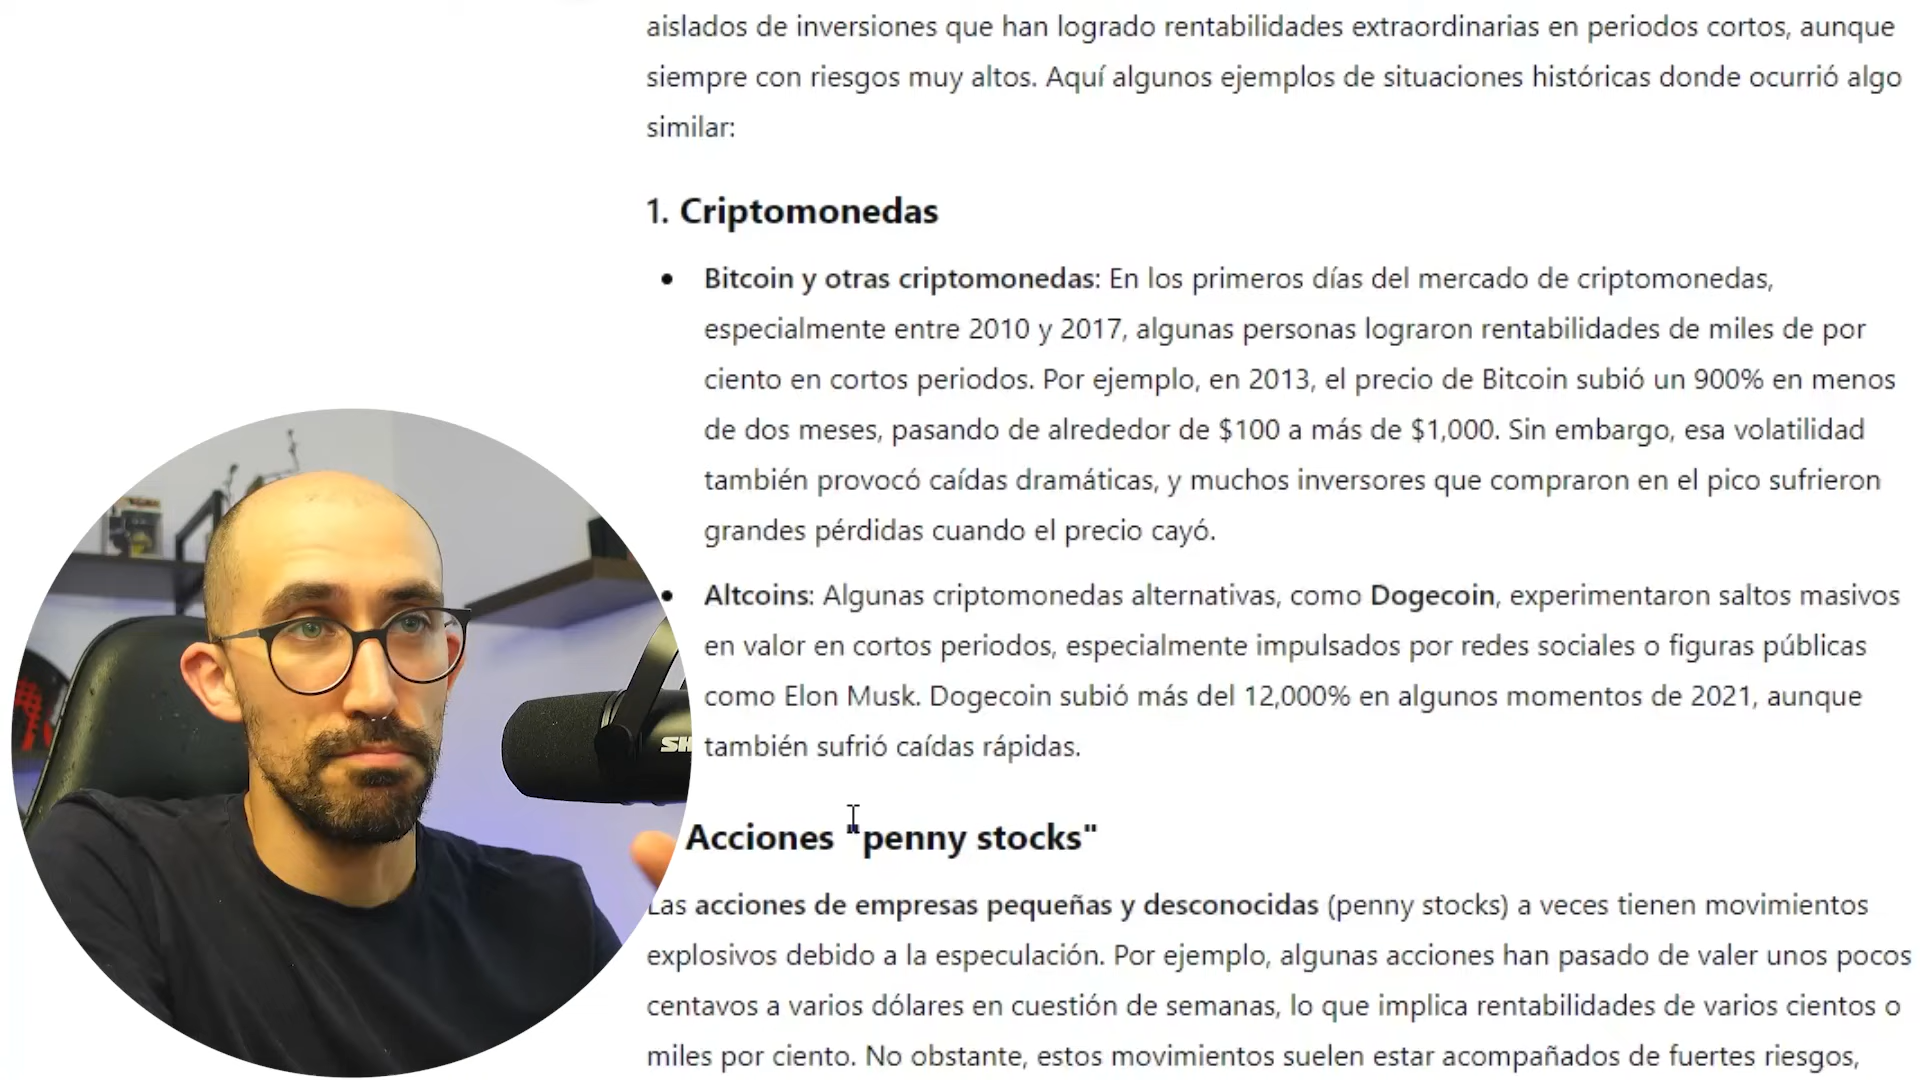 aislados de inversiones que han logrado rentabilidades extraordinarias en periodos cortos, aunque
siempre con riesgos muy altos. Aquí algunos ejemplos de situaciones históricas donde ocurrió algo
similar:
1. Criptomonedas
• Bitcoin y otras criptomonedas: En los primeros días del mercado de criptomonedas,
especialmente entre 2010 y 2017, algunas personas lograron rentabilidades de miles de por
ciento en cortos periodos. Por ejemplo, en 2013, el precio de Bitcoin subió un 900% en menos
de dos meses, pasando de alrededor de $100 a más de $1,000. Sin embargo, esa volatilidad
también provocó caídas dramáticas, y muchos inversores que compraron en el pico sufrieron
grandes pérdidas cuando el precio cayó.
• Altcoins: Algunas criptomonedas alternativas, como Dogecoin, experimentaron saltos masivos
en valor en cortos periodos, especialmente impulsados por redes sociales o figuras públicas
como Elon Musk. Dogecoin subió más del 12,000% en algunos momentos de 2021, aunque
también sufrió caídas rápidas.
SH
Acciones "penny stocks"
Las acciones de empresas pequeñas y desconocidas (penny stocks) a veces tienen movimientos
explosivos debido a la especulación. Por ejemplo, algunas acciones han pasado de valer unos pocos
centavos a varios dólares en cuestión de semanas, lo que implica rentabilidades de varios cientos o
miles por ciento. No obstante, estos movimientos suelen estar acompañados de fuertes riesgos,